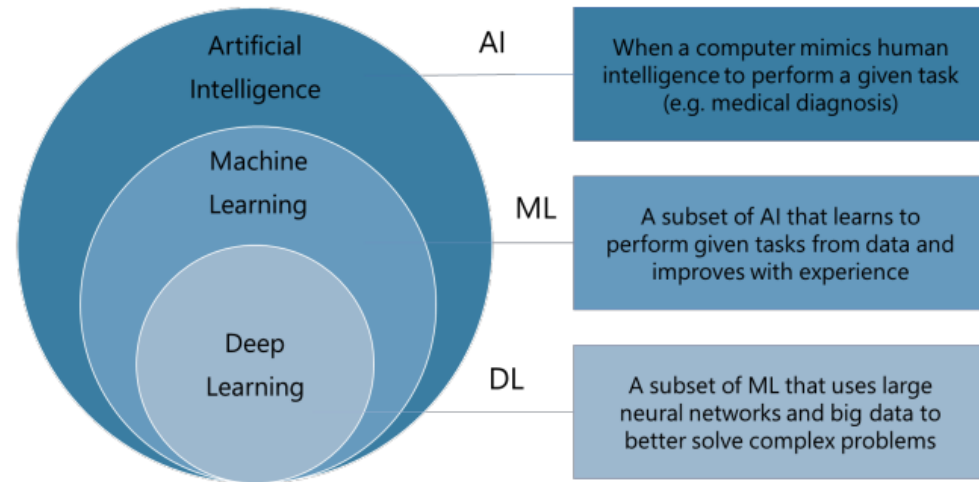 Artificial
Intelligence
Machine
Learning
Deep
Learning
AI
When a computer mimics human
intelligence to perform a given task
(e.g. medical diagnosis)
ML
A subset of AI that learns to
perform given tasks from data and
improves with experience
DL
A subset of ML that uses large
neural networks and big data to
better solve complex problems